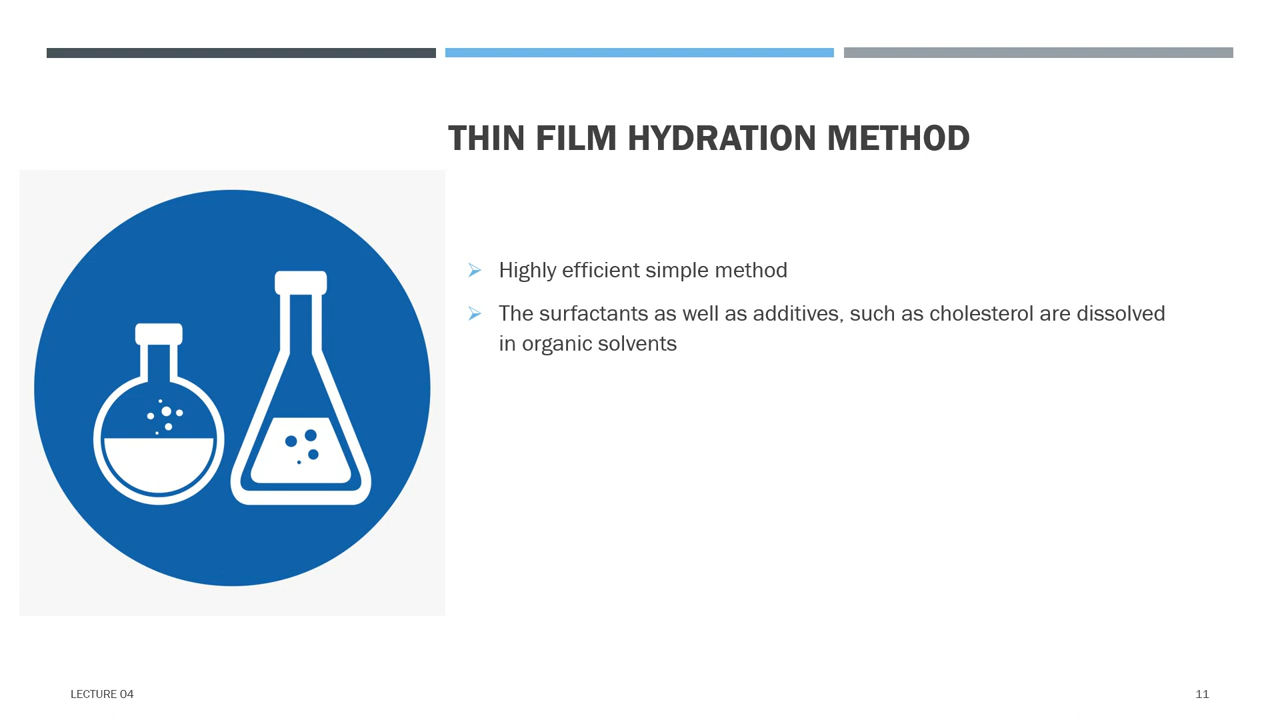 THIN FILM HYDRATION METHOD
Highly efficient simple method
The surfactants as well as additives, such as cholesterol are dissolved
in organic solvents
LECTURE 04
11